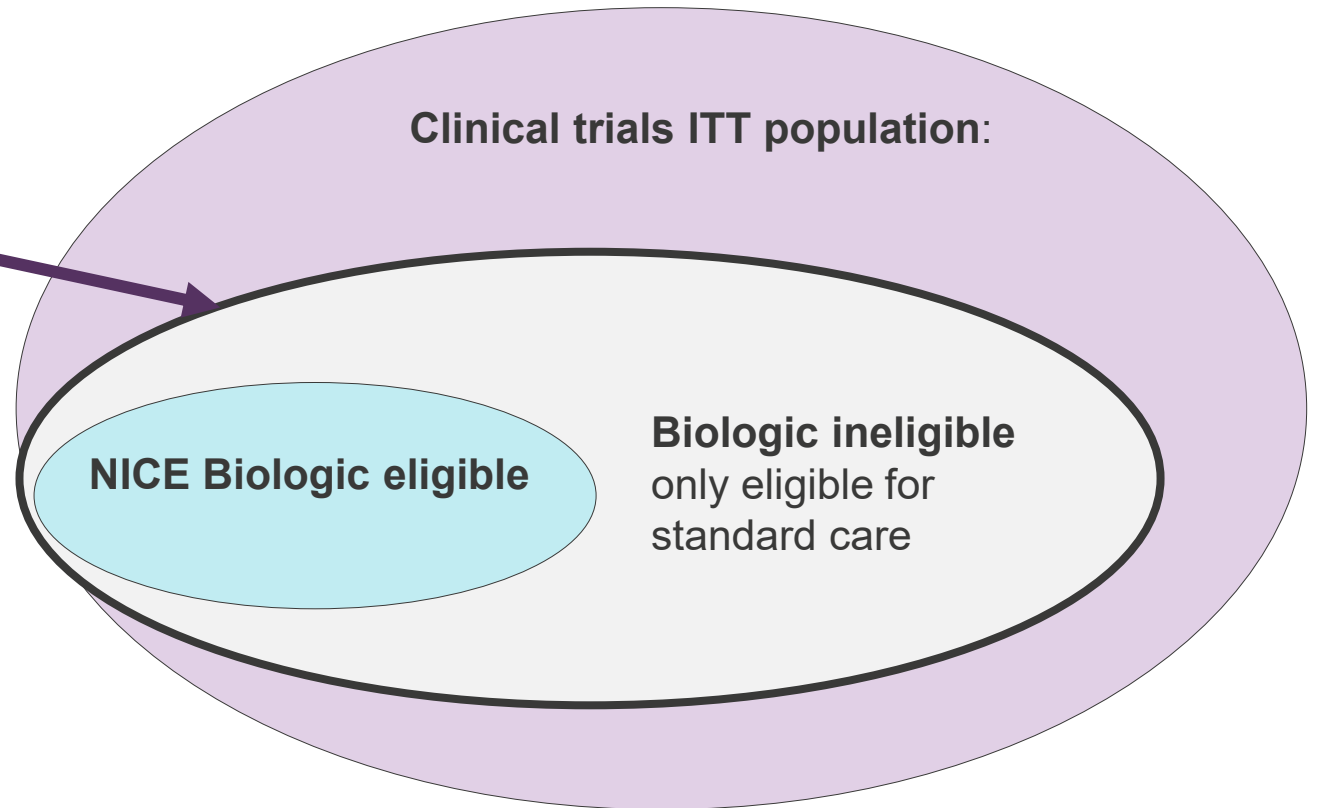 Clinical trials ITT population:
NICE Biologic eligible
Biologic ineligible
only eligible for
standard care